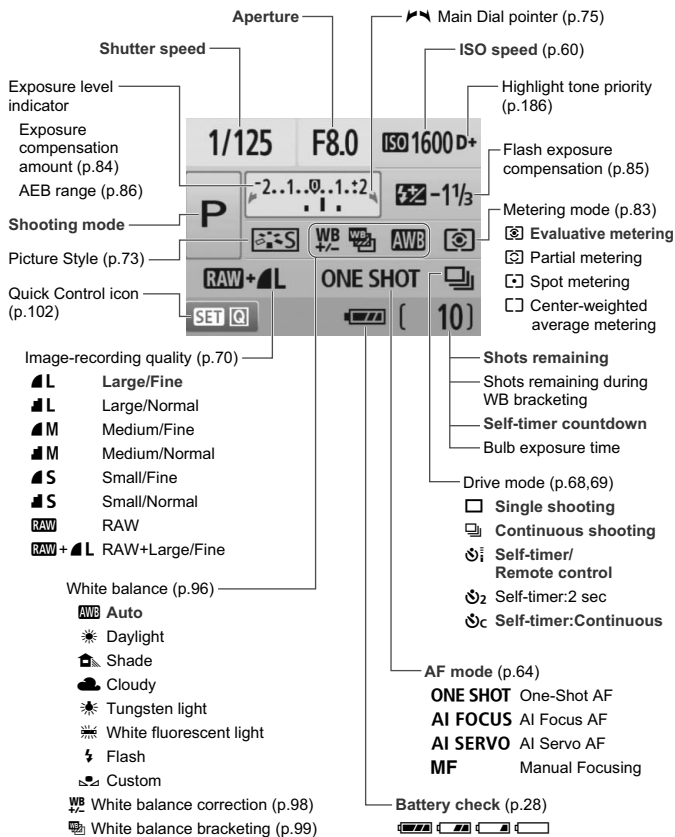 Aperture
Main Dial pointer (p.75)
Shutter speed
ISO speed (p.60)
Exposure level
indicator
Exposure
compensation
amount (p.84)
AEB range (p.86)
Shooting mode
Picture Style (p.73)
Quick Control icon
(p.102)
Highlight tone priority
(p.186)
Flash exposure
compensation (p.85)
Metering mode (p.83)
Evaluative metering
Partial metering
Spot metering
Center-weighted
average metering
1/125 F8.0 ISO 1600 D+
-2..1..0..1.:+2 -1 1/3
P
S WB +/- WB AWB
RAW + L ONE SHOT
SET Q [ 10]
Image-recording quality (p.70)
L Large/Fine
L Large/Normal
M Medium/Fine
M Medium/Normal
S Small/Fine
S Small/Normal
RAW RAW
RAW + L RAW+Large/Fine
Shots remaining
Shots remaining during
WB bracketing
Self-timer countdown
Bulb exposure time
Drive mode (p.68,69)
Single shooting
Continuous shooting
Self-timer/
Remote control
2 Self-timer:2 sec
C Self-timer:Continuous
White balance (p.96)
AWB Auto
Daylight
Shade
Cloudy
Tungsten light
White fluorescent light
Flash
Custom
WB +/- White balance correction (p.98)
WB White balance bracketing (p.99)
AF mode (p.64)
ONE SHOT One-Shot AF
AI FOCUS AI Focus AF
AI SERVO AI Servo AF
MF Manual Focusing
Battery check (p.28)